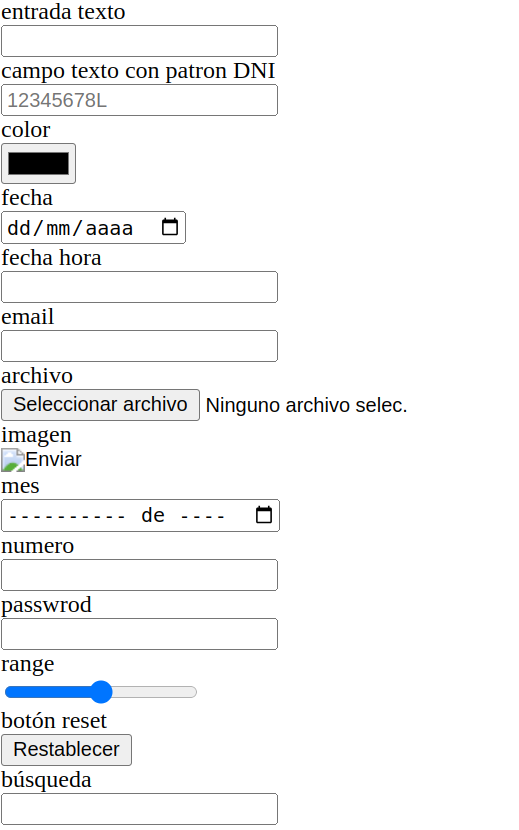 entrada texto
campo texto con patron DNI
12345678L
color
fecha
dd/mm/aaaa
fecha hora
email
archivo
Seleccionar archivo Ninguno archivo selec.
imagen
Enviar
mes
---------- de ----
numero
passwrod
range
botón reset
Restablecer
búsqueda